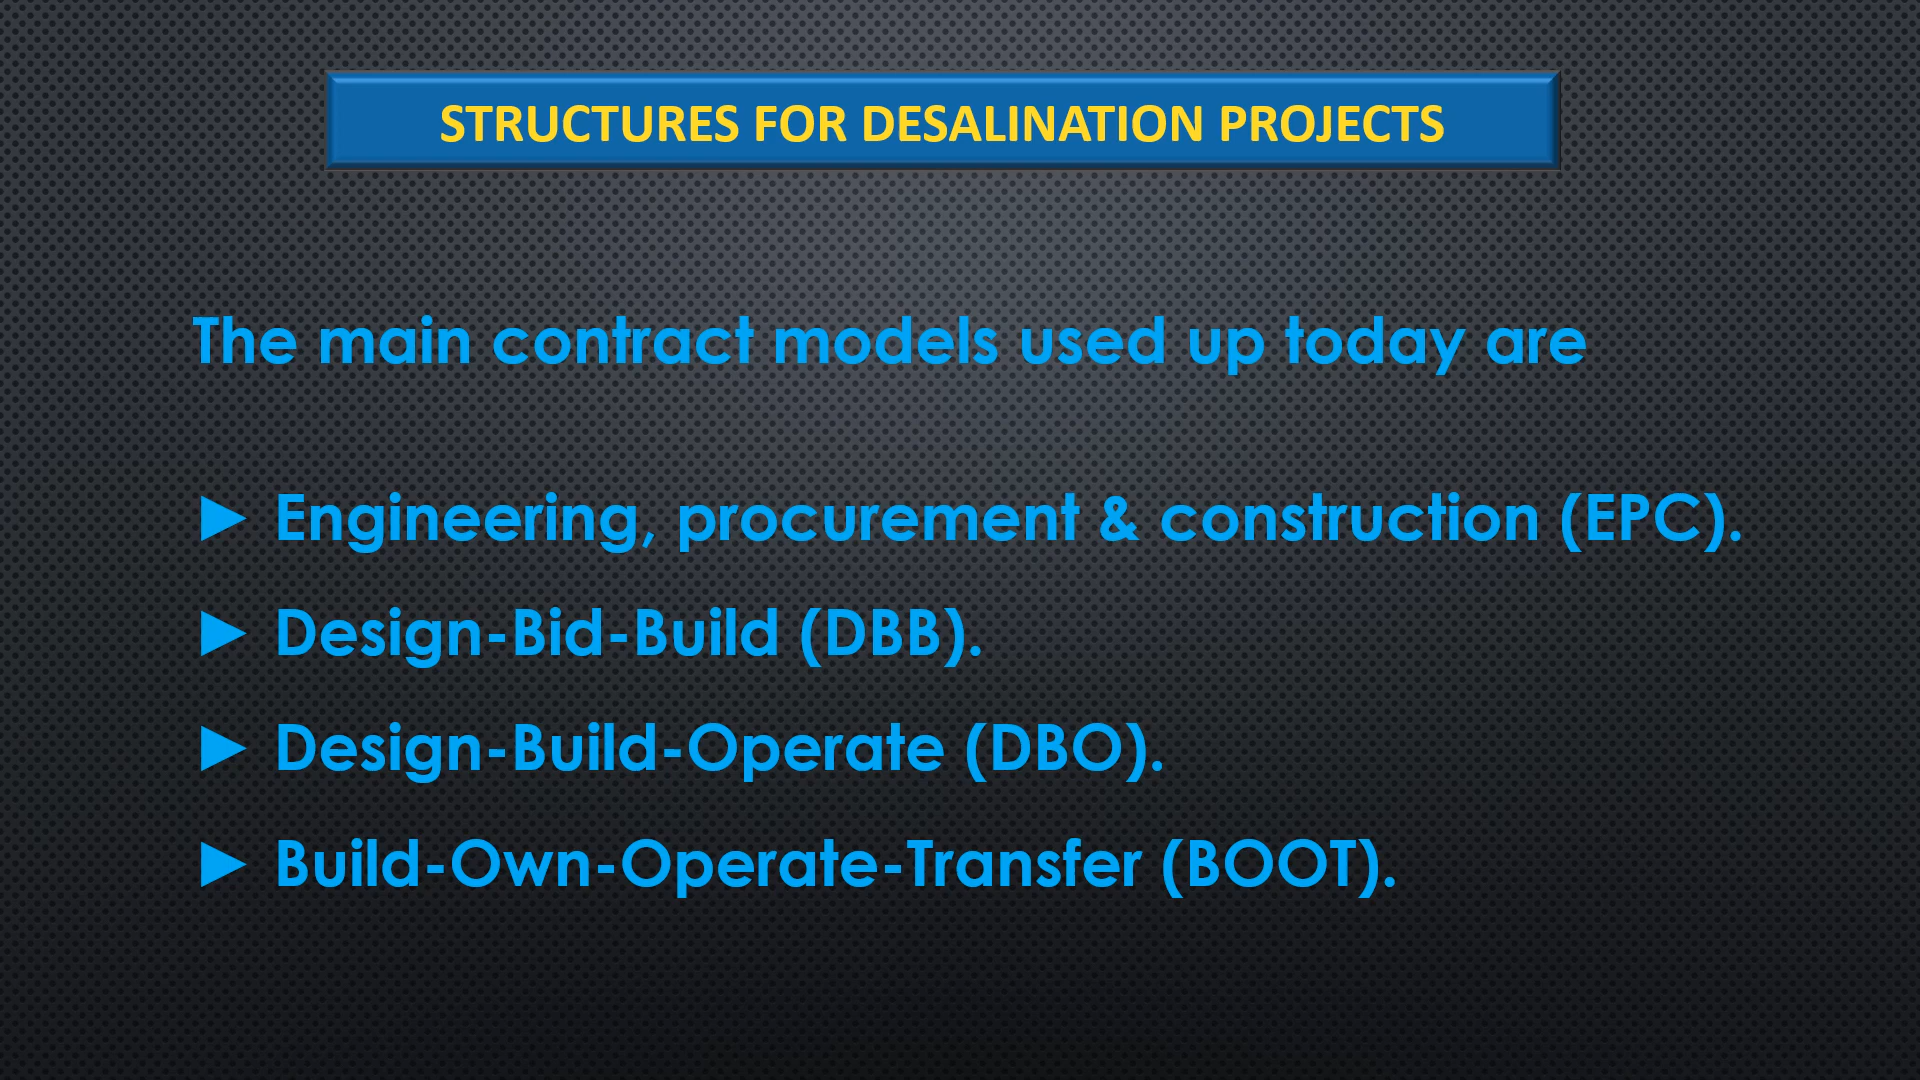 STRUCTURES FOR DESALINATION PROJECTS
The main contract models used up today are
► Engineering, procurement & construction (EPC).
► Design-Bid-Build (DBB).
► Design-Build-Operate (DBO).
► Build-Own-Operate-Transfer (BOOT).